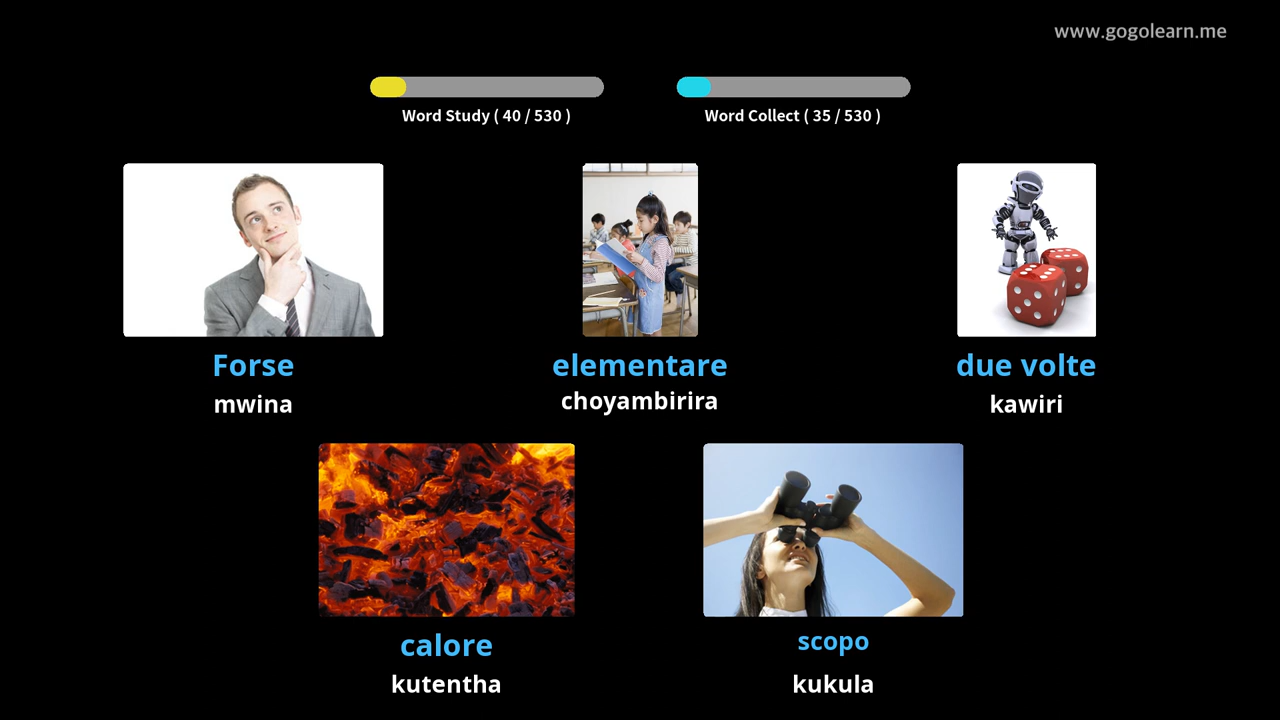 www.gogolearn.me
Word Study ( 40 / 530 )
Word Collect ( 35 / 530 )
Forse
mwina
elementare
choyambirira
due volte
kawiri
calore
kutentha
scopo
kukula